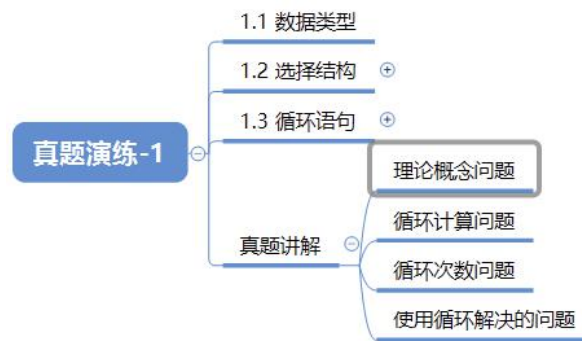 真题演练-1
1.1 数据类型
1.2 选择结构
1.3 循环语句
真题讲解
理论概念问题
循环计算问题
循环次数问题
使用循环解决的问题